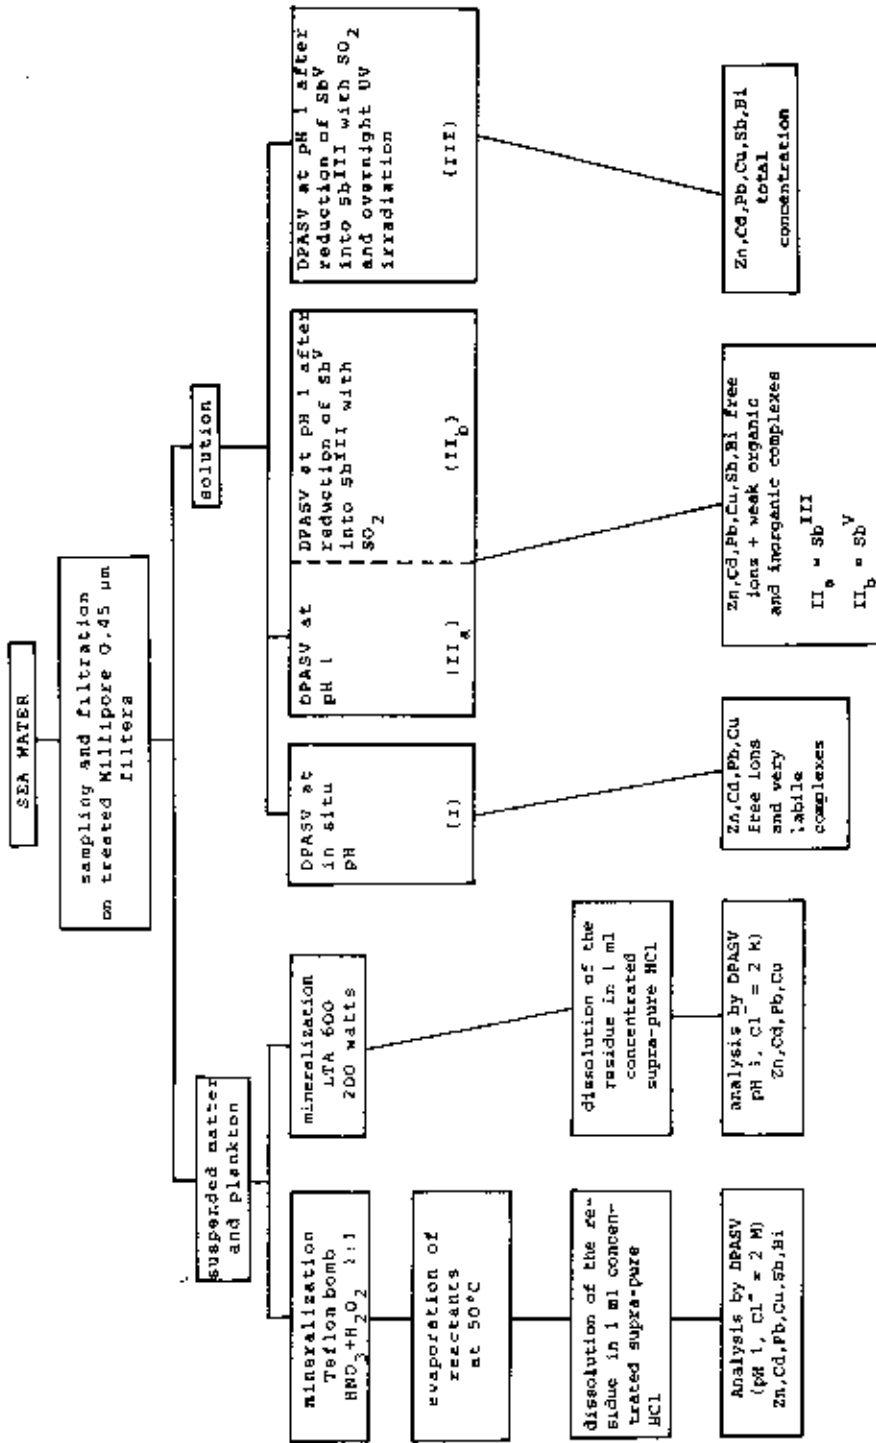 SEA WATER
sampling and filtration
on treated Millipore 0,45 µm
filters
suspended matter
and plankton
solution
mineralization
Teflon bomb
HNO3+H2O2 1:1
evaporation of
reactants
at 50°C
dissolution of the re-
sidue in 1 ml concen-
trated supra-pure
HCl
Analysis by DPASV
(pH 1, Cl⁻ = 2 M)
Zn,Cd,Pb,Cu,Sb,Bi
mineralization
LTA 600
200 watts
dissolution of the
residue in 1 ml
concentrated
supra-pure HCl
analysis by DPASV
pH 1, Cl⁻ = 2 M
Zn,Cd,Pb,Cu
DPASV at
in situ
pH
(I)
Zn,Cd,Pb,Cu
free ions
and very
labile
complexes
DPASV at
pH 1
(IIa)
DPASV at pH 1 after
reduction of SbV
into SbIII with
SO2
(IIb)
Zn,Cd,Pb,Cu,Sb,Bi free
ions + weak organic
and inorganic complexes
IIa = SbIII
IIb = SbV
DPASV at pH 1 after
reduction of SbV
into SbIII with SO2
and overnight UV
irradiation
(III)
Zn,Cd,Pb,Cu,Sb,Bi
total
concentration